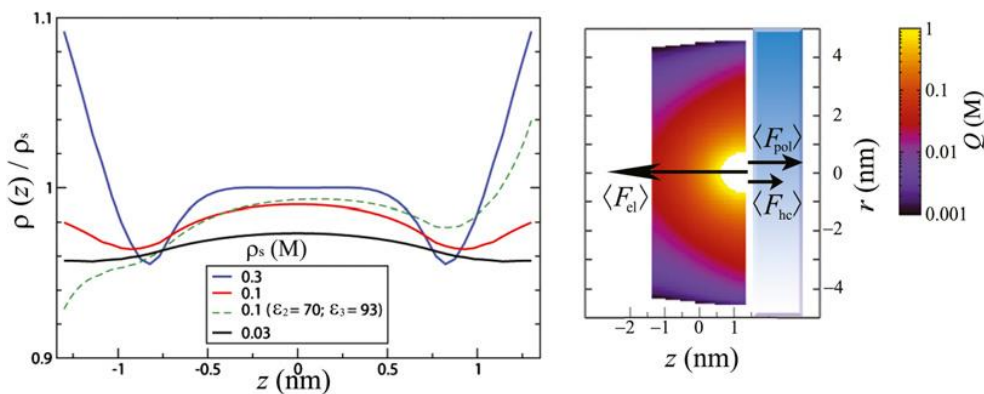 1.1
1
0.9
ρ(z) / ρs
ρs (M)
0.3
0.1
0.1 (ε2 = 70; ε3 = 93)
0.03
-1 -0.5 0 0.5 1
z (nm)
⟨Fpol⟩
⟨Fel⟩
⟨Fhc⟩
4
2
0
−2
−4
r (nm)
−2 −1 0 1
z (nm)
1
0.1
0.01
0.001
Q (M)